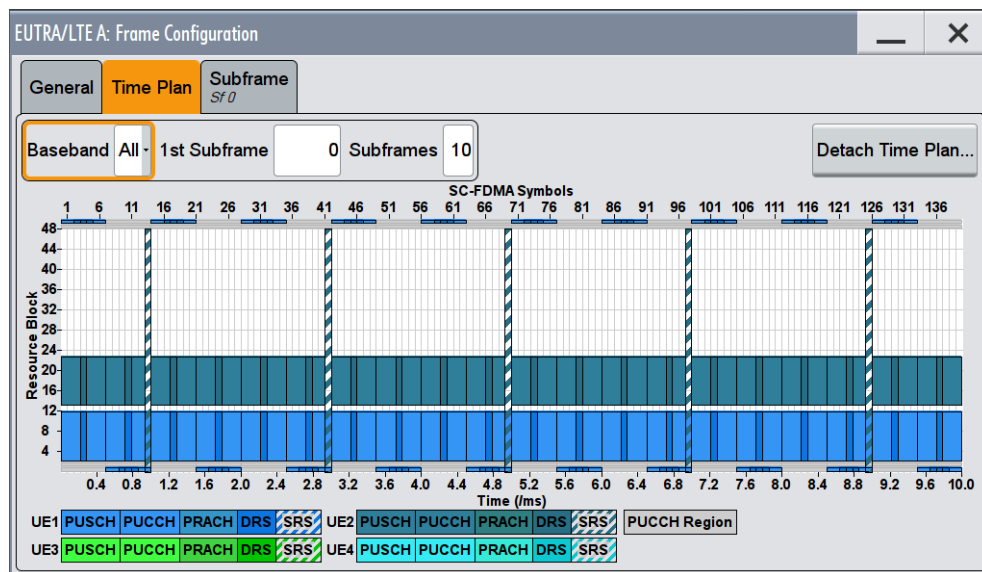 EUTRA/LTE A: Frame Configuration
General Time Plan Subframe
Sf 0
Baseband All 1st Subframe 0 Subframes 10 Detach Time Plan...
SC-FDMA Symbols
1 6 11 16 21 26 31 36 41 46 51 56 61 66 71 76 81 86 91 96 101 106 111 116 121 126 131 136
48
44
40
36
32
28
24
20
16
12
8
4
Resource Block
0.4 0.8 1.2 1.6 2.0 2.4 2.8 3.2 3.6 4.0 4.4 4.8 5.2 5.6 6.0 6.4 6.8 7.2 7.6 8.0 8.4 8.8 9.2 9.6 10.0
Time (/ms)
UE1 PUSCH PUCCH PRACH DRS SRS UE2 PUSCH PUCCH PRACH DRS SRS PUCCH Region
UE3 PUSCH PUCCH PRACH DRS SRS UE4 PUSCH PUCCH PRACH DRS SRS